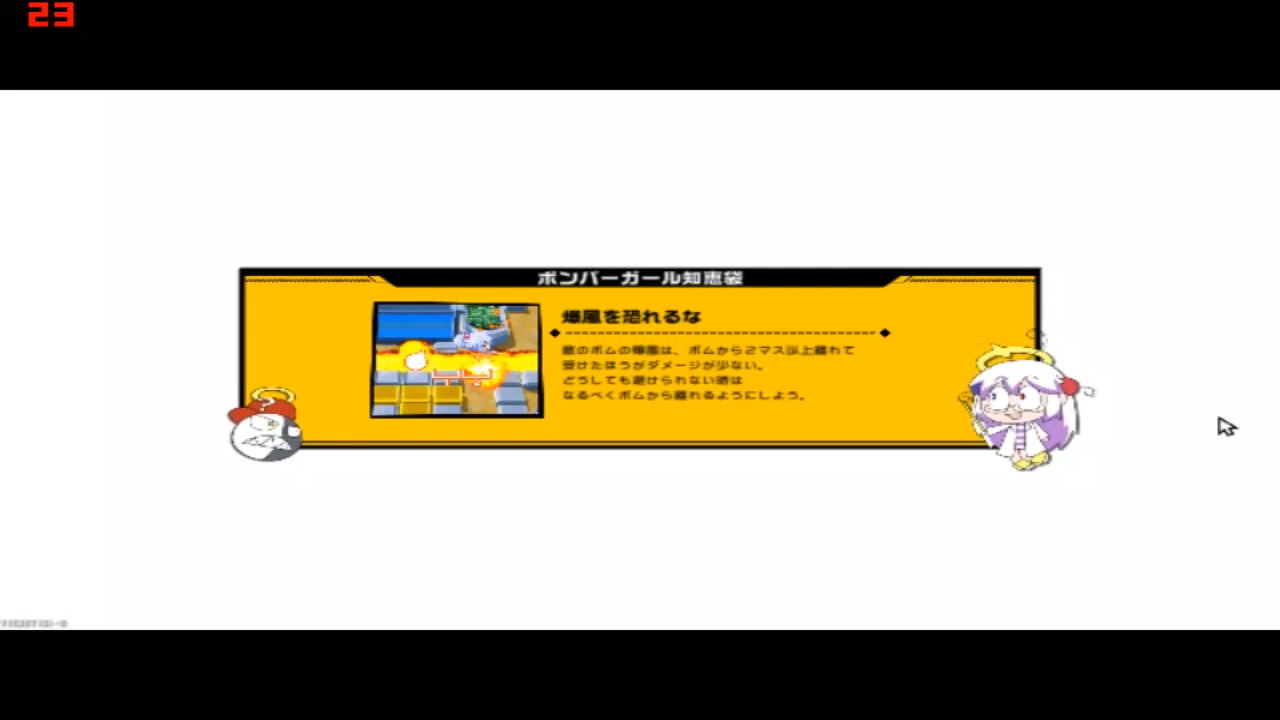 23
ボンバーガール知恵袋
爆風を恐れるな
敵のボムの爆風は、ボムから2マス以上離れて
受けたほうがダメージが少ない。
どうしても避けられない時は
なるべくボムから離れるようにしよう。